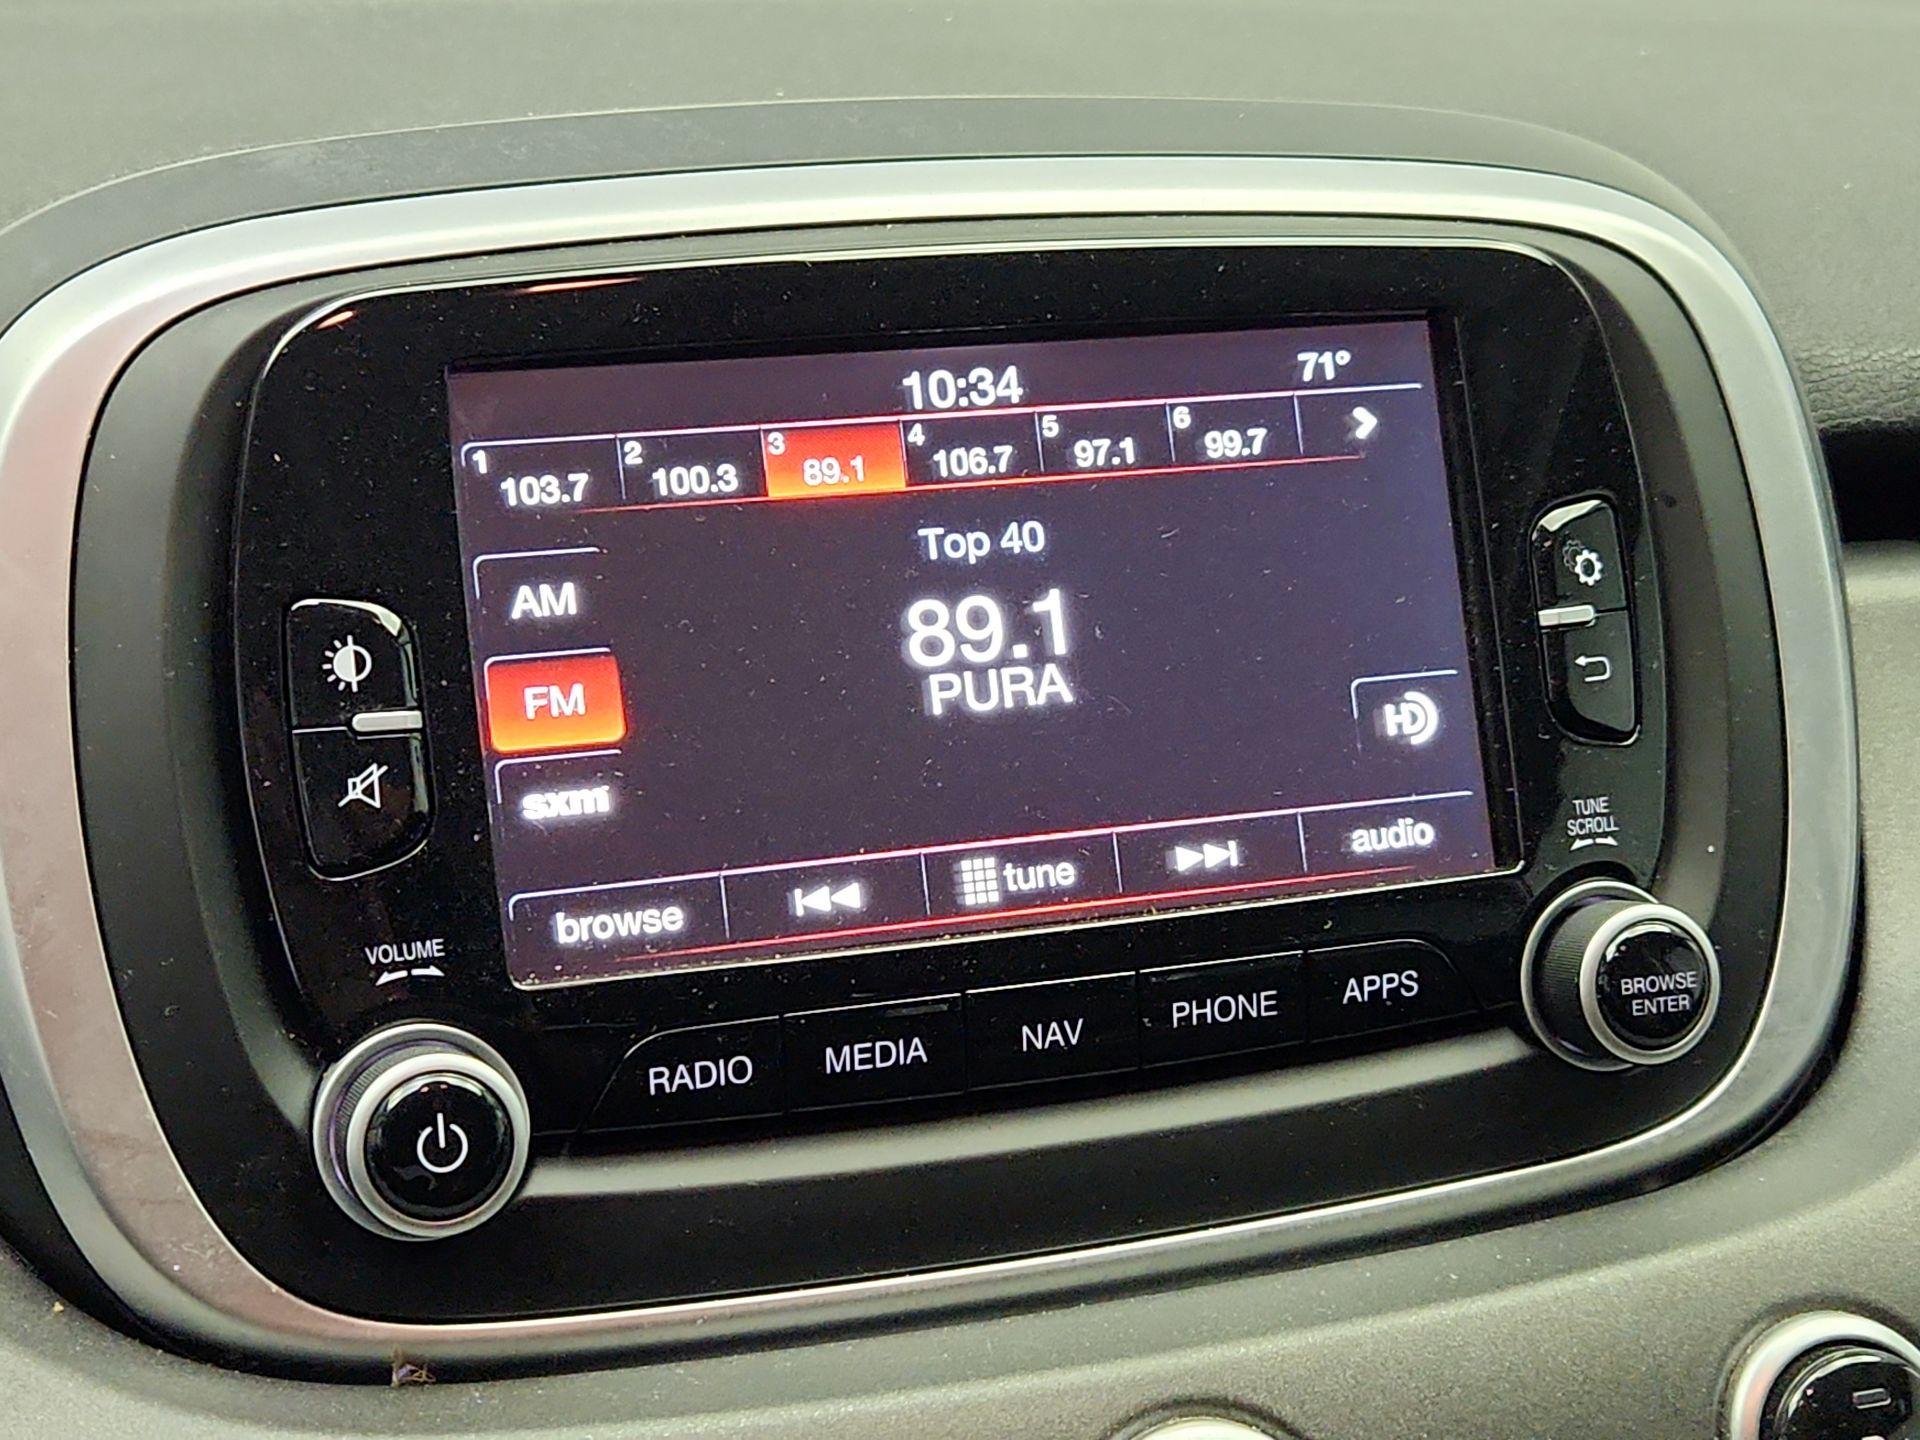 10:34
71°
1 103.7 2 100.3 3 89.1 4 106.7 5 97.1 6 99.7
Top 40
AM
89.1
FM
PURA
HD
sxm
browse tune audio
VOLUME
TUNE
SCROLL
RADIO MEDIA NAV PHONE APPS
BROWSE
ENTER